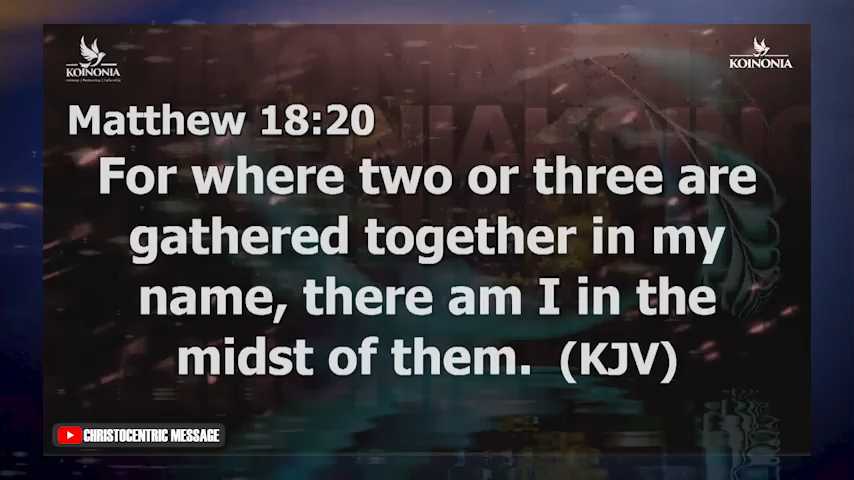 KOINONIA
KOINONIA
Matthew 18:20
For where two or three are
gathered together in my
name, there am I in the
midst of them. (KJV)
CHRISTOCENTRIC MESSAGE